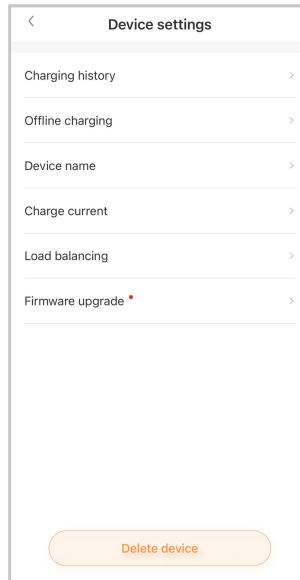 Device settings
Charging history
Offline charging
Device name
Charge current
Load balancing
Firmware upgrade
Delete device